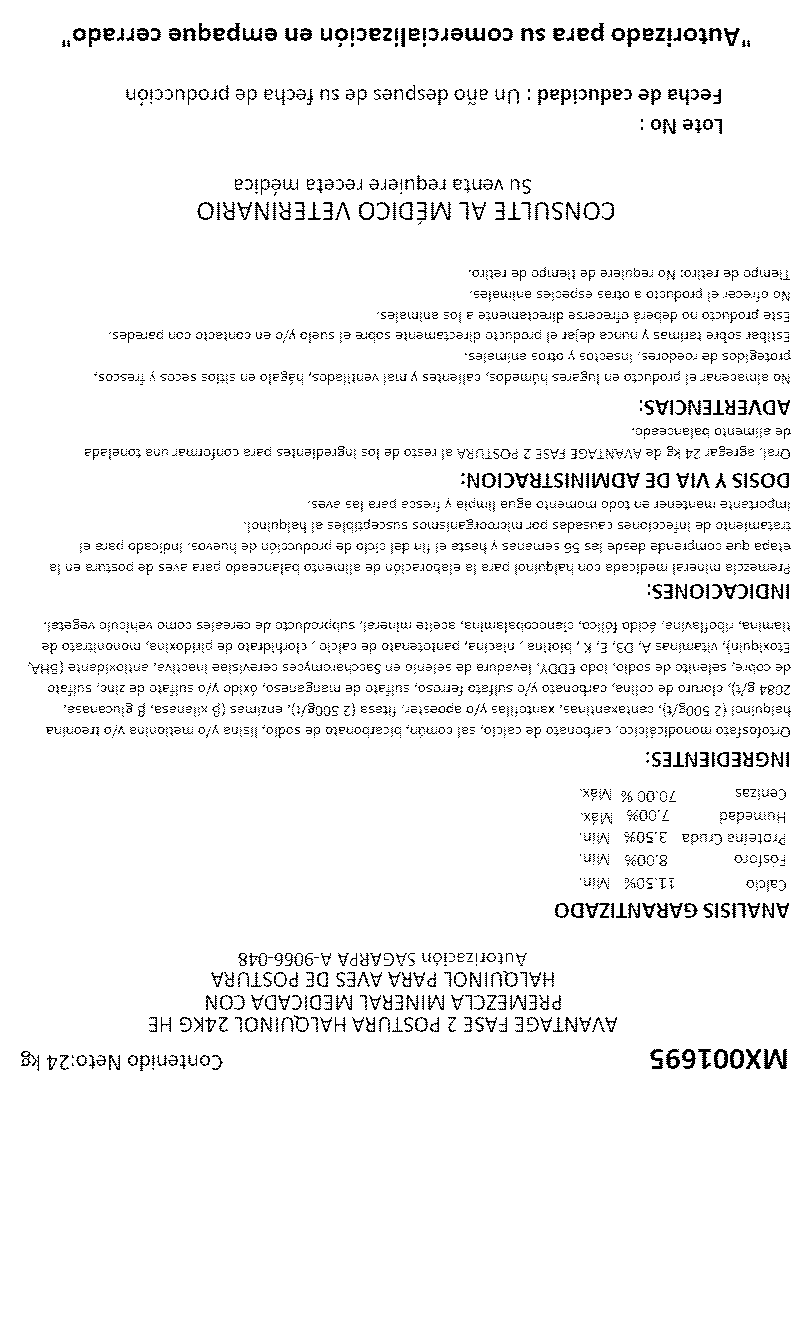 MX001695 Contenido Neto:24 kg
AVANTAGE FASE 2 POSTURA HALQUINOL 24KG HE
PREMEZCLA MINERAL MEDICADA CON
HALQUINOL PARA AVES DE POSTURA
Autorización SAGARPA A-9066-048
ANALISIS GARANTIZADO
Calcio 11.50% Min.
Fósforo 8.00% Min.
Proteína Cruda 3.50% Min.
Humedad 7.00% Máx.
Cenizas 70.00 % Máx.
INGREDIENTES:
Ortofosfato monodicálcico, carbonato de calcio, sal común, bicarbonato de sodio, lisina y/o metionina y/o treonina
halquinol (2 500g/t), cantaxantinas, xantofilas y/o apoester, fitasa (2 500g/t), enzimas (β xilanasa, β glucanasa,
2084 g/t), cloruro de colina, carbonato y/o sulfato ferroso, sulfato de manganeso, óxido y/o sulfato de zinc, sulfato
de cobre, selenito de sodio, Iodo EDDY, levadura de selenio en Saccharomyces cerevisiae inactiva, antioxidante (BHA,
Etoxiquin), vitaminas A, D3, E, K , biotina , niacina, pantotenato de calcio , clorhidrato de piridoxina, mononitrato de
tiamina, riboflavina, ácido fólico, cianocobalamina, aceite mineral, subproducto de cereales como vehículo vegetal.
INDICACIONES:
Premezcla mineral medicada con halquinol para la elaboración de alimento balanceado para aves de postura en la
etapa que comprende desde las 56 semanas y hasta el fin del ciclo de producción de huevos. Indicado para el
tratamiento de infecciones causadas por microorganismos susceptibles al halquinol.
Importante mantener en todo momento agua limpia y fresca para las aves.
DOSIS Y VIA DE ADMINISTRACION:
Oral, agregar 24 kg de AVANTAGE FASE 2 POSTURA al resto de los ingredientes para conformar una tonelada
de alimento balanceado.
ADVERTENCIAS:
No almacenar el producto en lugares húmedos, calientes y mal ventilados, hágalo en sitios secos y frescos,
protegidos de roedores, insectos y otros animales.
Estibar sobre tarimas y nunca dejar el producto directamente sobre el suelo y/o en contacto con paredes.
Este producto no deberá ofrecerse directamente a los animales.
No ofrecer el producto a otras especies animales.
Tiempo de retiro: No requiere de tiempo de retiro.
CONSULTE AL MÉDICO VETERINARIO
Su venta requiere receta médica
Lote No :
Fecha de caducidad : Un año despues de su fecha de producción
"Autorizado para su comercialización en empaque cerrado"